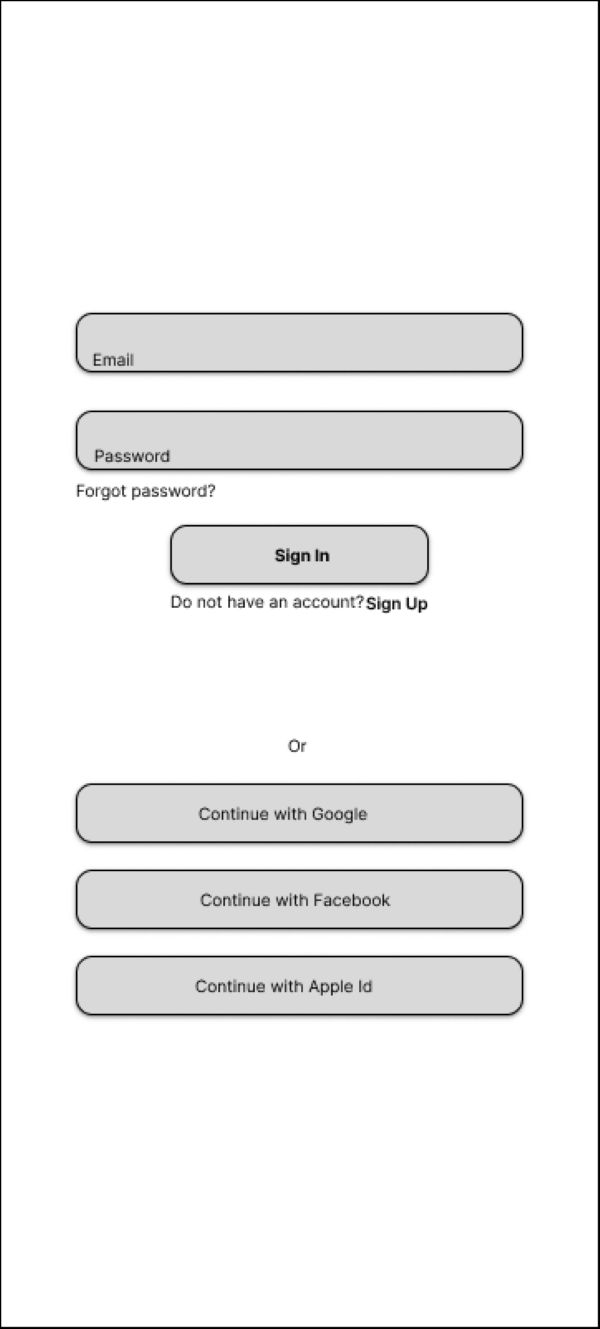 Email
Password
Forgot password?
Sign In
Do not have an account?Sign Up
Or
Continue with Google
Continue with Facebook
Continue with Apple Id